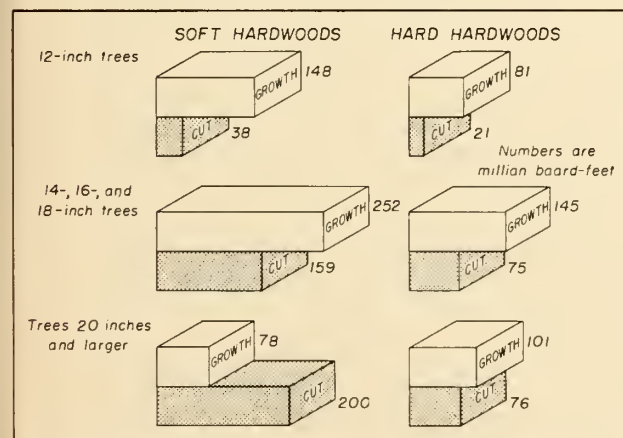 SOFT HARDWOODS
HARD HARDWOODS
12-inch trees
GROWTH 148
CUT 38
GROWTH 81
CUT 21
Numbers are
million board-feet
14-, 16-, and
18-inch trees
GROWTH 252
CUT 159
GROWTH 145
CUT 75
Trees 20 inches
and larger
GROWTH 78
CUT 200
GROWTH 101
CUT 76